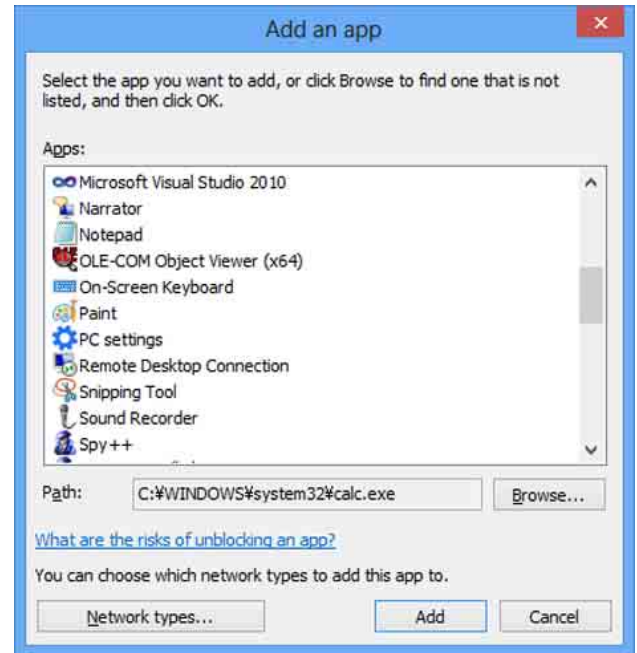 Add an app
Select the app you want to add, or click Browse to find one that is not
listed, and then click OK.
Apps:
Microsoft Visual Studio 2010
Narrator
Notepad
OLE-COM Object Viewer (x64)
On-Screen Keyboard
Paint
PC settings
Remote Desktop Connection
Snipping Tool
Sound Recorder
Spy++
Path: C:¥WINDOWS¥system32¥calc.exe Browse...
What are the risks of unblocking an app?
You can choose which network types to add this app to.
Network types... Add Cancel